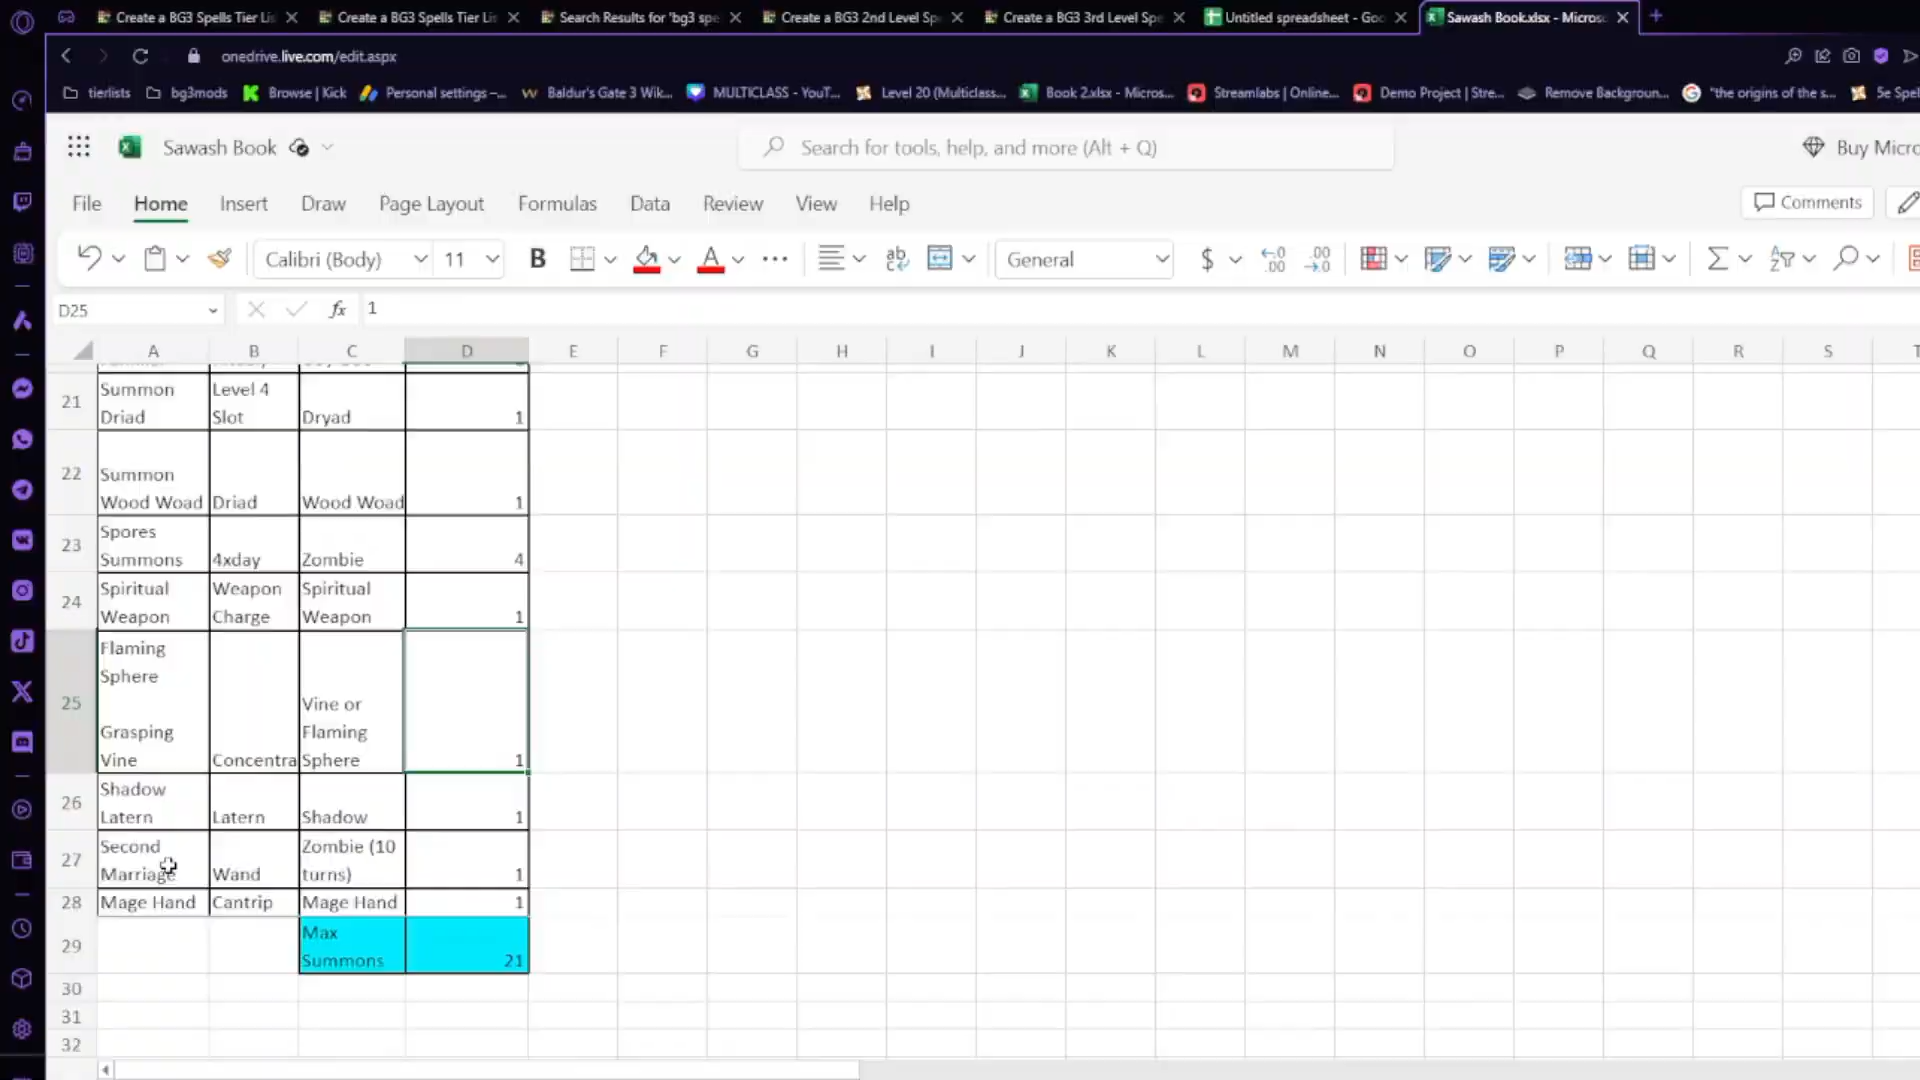 Create a BG3 Spells Tier Lis
Create a BG3 Spells Tier Lis
Search Results for 'bg3 spe
Create a BG3 2nd Level Sp
Create a BG3 3rd Level Spe
Untitled spreadsheet - Goo
Sawash Book.xlsx - Micros
onedrive.live.com/edit.aspx
tierlists
bg3mods
Browse | Kick
Personal settings –...
Baldur's Gate 3 Wik...
MULTICLASS - YouT...
Level 20 (Multiclass...
Book 2.xlsx - Micros...
Streamlabs | Online...
Demo Project | Stre...
Remove Backgroun...
"the origins of the s...
5e Spel
Sawash Book
Search for tools, help, and more (Alt + Q)
Buy Micro
File Home Insert Draw Page Layout Formulas Data Review View Help
Comments
Calibri (Body) 11 B A ab General $ .00 .00
D25 fx 1
A B C D E F G H I J K L M N O P Q R S T
21 Summon Level 4
Driad Slot Dryad 1
22 Summon
Wood Woad Driad Wood Woad 1
23 Spores
Summons 4xday Zombie 4
24 Spiritual Weapon Spiritual
Weapon Charge Weapon 1
Flaming
Sphere
25 Vine or
Grasping Flaming
Vine Concentra Sphere 1
26 Shadow
Latern Latern Shadow 1
27 Second Zombie (10
Marriage Wand turns) 1
28 Mage Hand Cantrip Mage Hand 1
29 Max
Summons 21
30
31
32